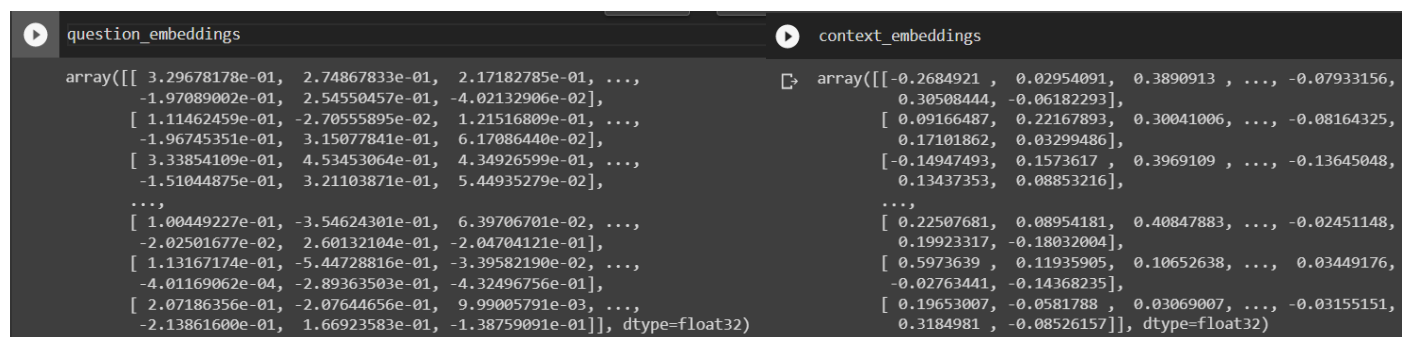 question_embeddings
array([[ 3.29678178e-01, 2.74867833e-01, 2.17182785e-01, ...,
-1.97089002e-01, 2.54550457e-01, -4.02132906e-02],
[ 1.11462459e-01, -2.70555895e-02, 1.21516809e-01, ...,
-1.96745351e-01, 3.15077841e-01, 6.17086440e-02],
[ 3.33854109e-01, 4.53453064e-01, 4.34926599e-01, ...,
-1.51044875e-01, 3.21103871e-01, 5.44935279e-02],
...,
[ 1.00449227e-01, -3.54624301e-01, 6.39706701e-02, ...,
-2.02501677e-02, 2.60132104e-01, -2.04704121e-01],
[ 1.13167174e-01, -5.44728816e-01, -3.39582190e-02, ...,
-4.01169062e-04, -2.89363503e-01, -4.32496756e-01],
[ 2.07186356e-01, -2.07644656e-01, 9.99005791e-03, ...,
-2.13861600e-01, 1.66923583e-01, -1.38759091e-01]], dtype=float32)
context_embeddings
array([[-0.2684921 , 0.02954091, 0.3890913 , ..., -0.07933156,
0.30508444, -0.06182293],
[ 0.09166487, 0.22167893, 0.30041006, ..., -0.08164325,
0.17101862, 0.03299486],
[-0.14947493, 0.1573617 , 0.3969109 , ..., -0.13645048,
0.13437353, 0.08853216],
...,
[ 0.22507681, 0.08954181, 0.40847883, ..., -0.02451148,
0.19923317, -0.18032004],
[ 0.5973639 , 0.11935905, 0.10652638, ..., 0.03449176,
-0.02763441, -0.14368235],
[ 0.19653007, -0.0581788 , 0.03069007, ..., -0.03155151,
0.3184981 , -0.08526157]], dtype=float32)